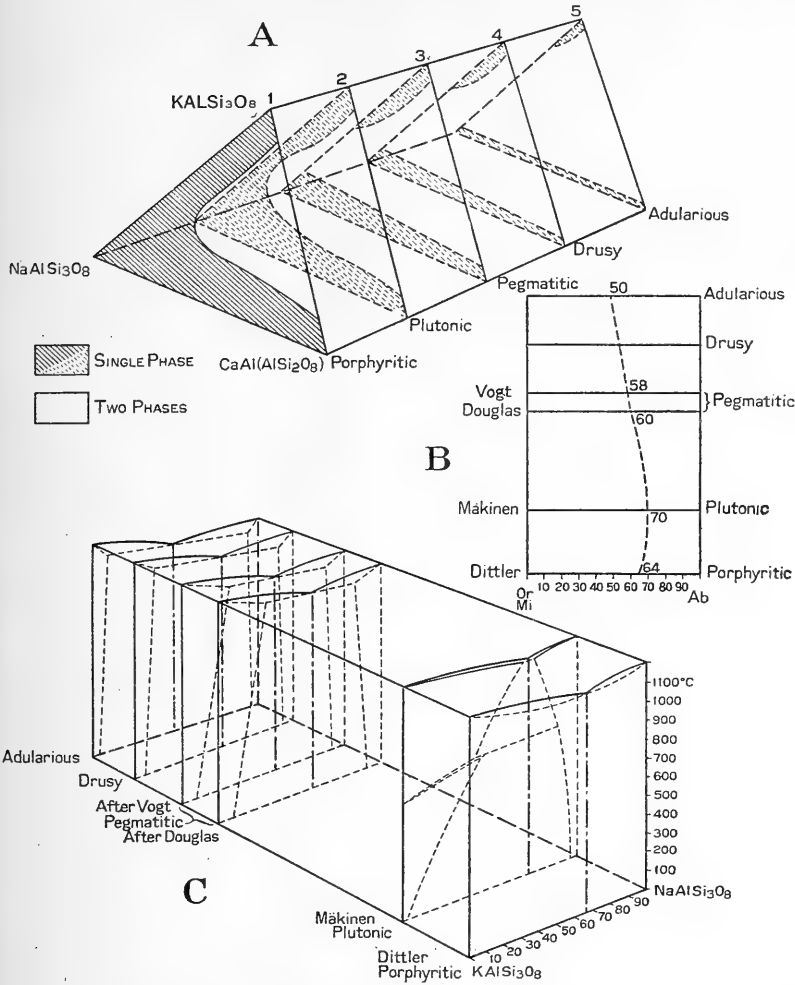 A
1
2
3
4
5
KALSi3O8
NaAlSi3O8
CaAl(AlSi2O8) Porphyritic
Plutonic
Pegmatitic
Drusy
Adularious
SINGLE PHASE
TWO PHASES
B
50
Adularious
Drusy
Vogt
58
Douglas
60
} Pegmatitic
Mäkinen
70
Plutonic
Dittler
64
Porphyritic
Or
Mi
10 20 30 40 50 60 70 80 90
Ab
C
Adularious
Drusy
After Vogt
Pegmatitic
After Douglas
Mäkinen
Plutonic
Dittler
Porphyritic
KAlSi3O8
10 20 30 40 50 60 70 80 90
NaAlSi3O8
1100°C
1000
900
800
700
600
500
400
300
200
100